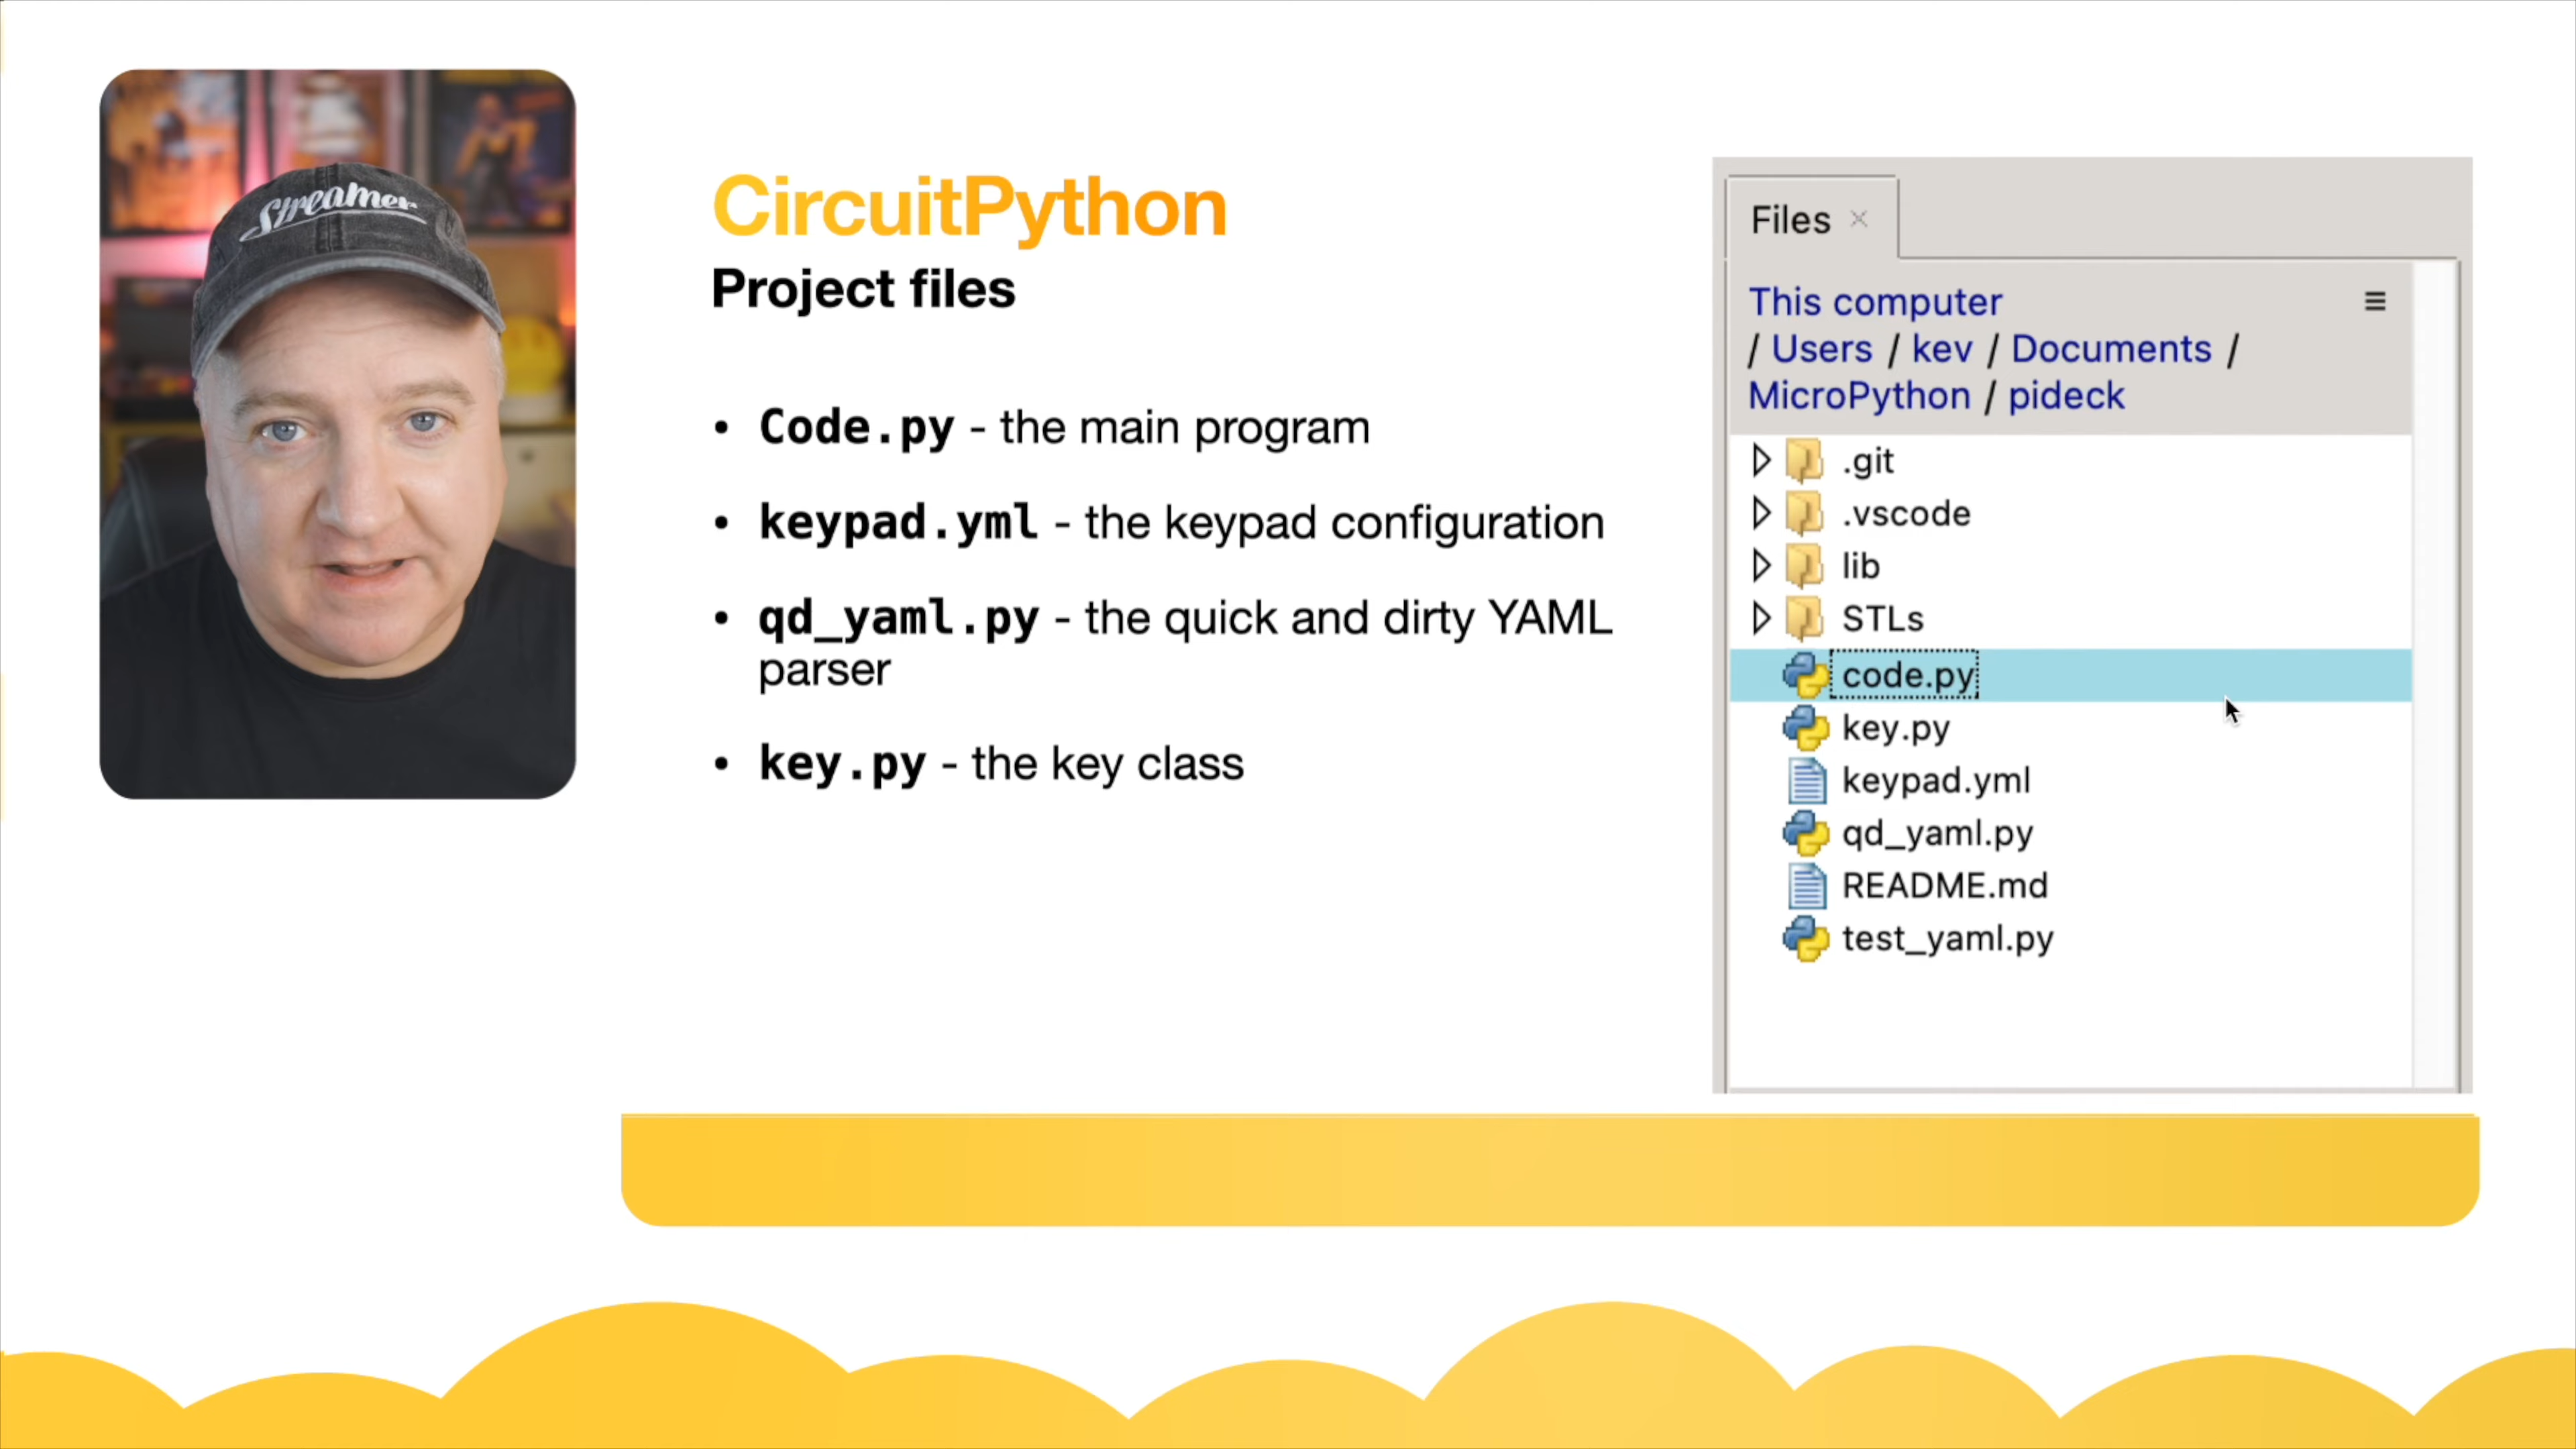 Streamer
CircuitPython
Project files
• Code.py - the main program
• keypad.yml - the keypad configuration
• qd_yaml.py - the quick and dirty YAML
parser
• key.py - the key class
Files
This computer
/ Users / kev / Documents /
MicroPython / pideck
.git
.vscode
lib
STLs
code.py
key.py
keypad.yml
qd_yaml.py
README.md
test_yaml.py